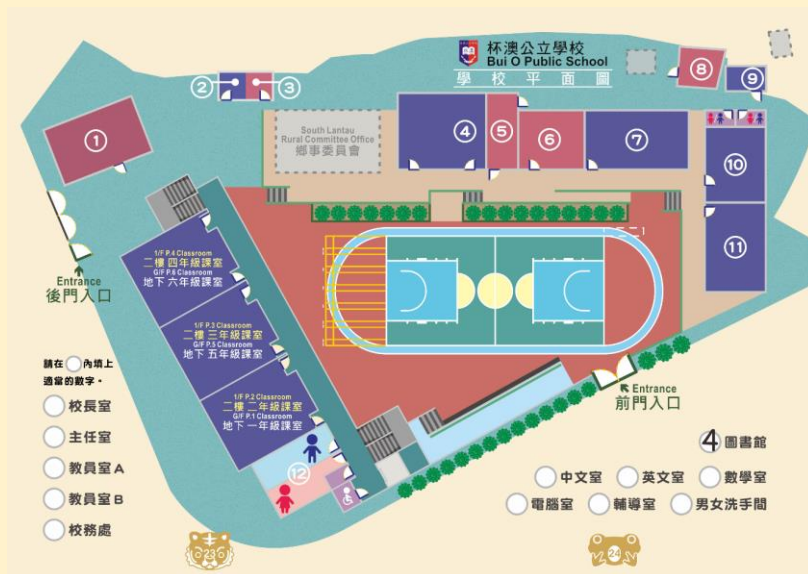 杯澳公立學校
Bui O Public School
學校平面圖
①
②
③
④
⑤
⑥
⑦
⑧
⑨
⑩
⑪
South Lantau
Rural Committee Office
鄉事委員會
1/F P.4 Classroom
二樓 四年級課室
G/F P.6 Classroom
地下 六年級課室
1/F P.3 Classroom
二樓 三年級課室
G/F P.5 Classroom
地下 五年級課室
1/F P.2 Classroom
二樓 二年級課室
G/F P.1 Classroom
地下 一年級課室
⑫
Entrance
後門入口
Entrance
前門入口
請在○內填上
適當的數字。
校長室
主任室
教員室A
教員室B
校務處
4 圖書館
中文室 英文室 數學室
電腦室 輔導室 男女洗手間
23
24